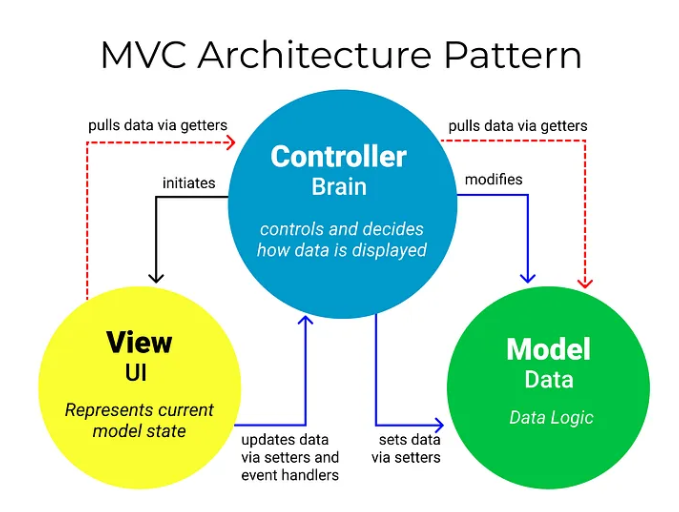 MVC Architecture Pattern
pulls data via getters
pulls data via getters
Controller
Brain
initiates
modifies
controls and decides
how data is displayed
View
UI
Represents current
model state
Model
Data
Data Logic
updates data
via setters and
event handlers
sets data
via setters